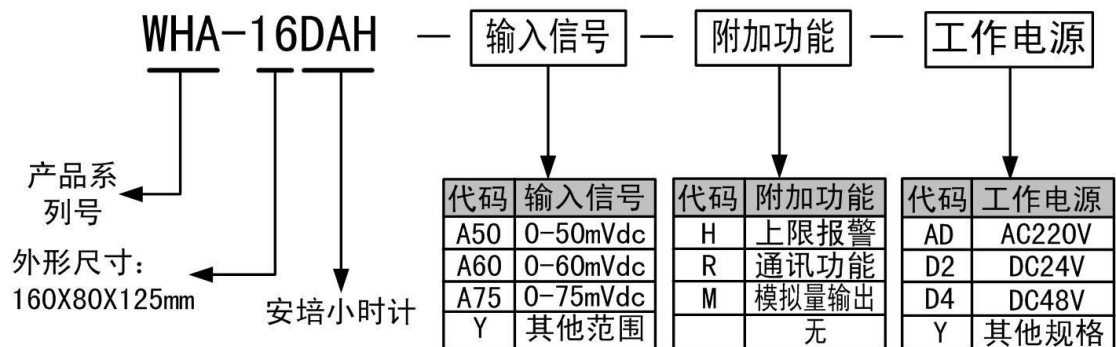 WHA-16DAH — 输入信号 — 附加功能 — 工作电源
产品系
列号
外形尺寸：
160X80X125mm
安培小时计
代码 输入信号
A50 0-50mVdc
A60 0-60mVdc
A75 0-75mVdc
Y 其他范围
代码 附加功能
H 上限报警
R 通讯功能
M 模拟量输出
无
代码 工作电源
AD AC220V
D2 DC24V
D4 DC48V
Y 其他规格